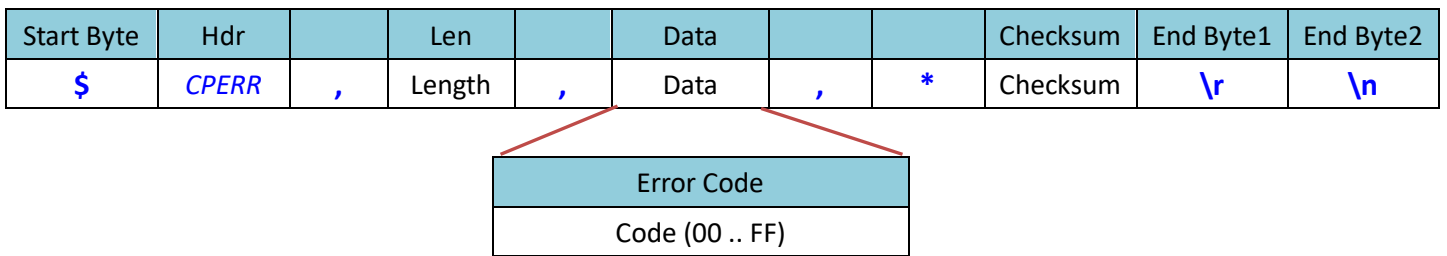 Start Byte Hdr Len Data Checksum End Byte1 End Byte2
$ CPERR , Length , Data , * Checksum \r \n
Error Code
Code (00 .. FF)